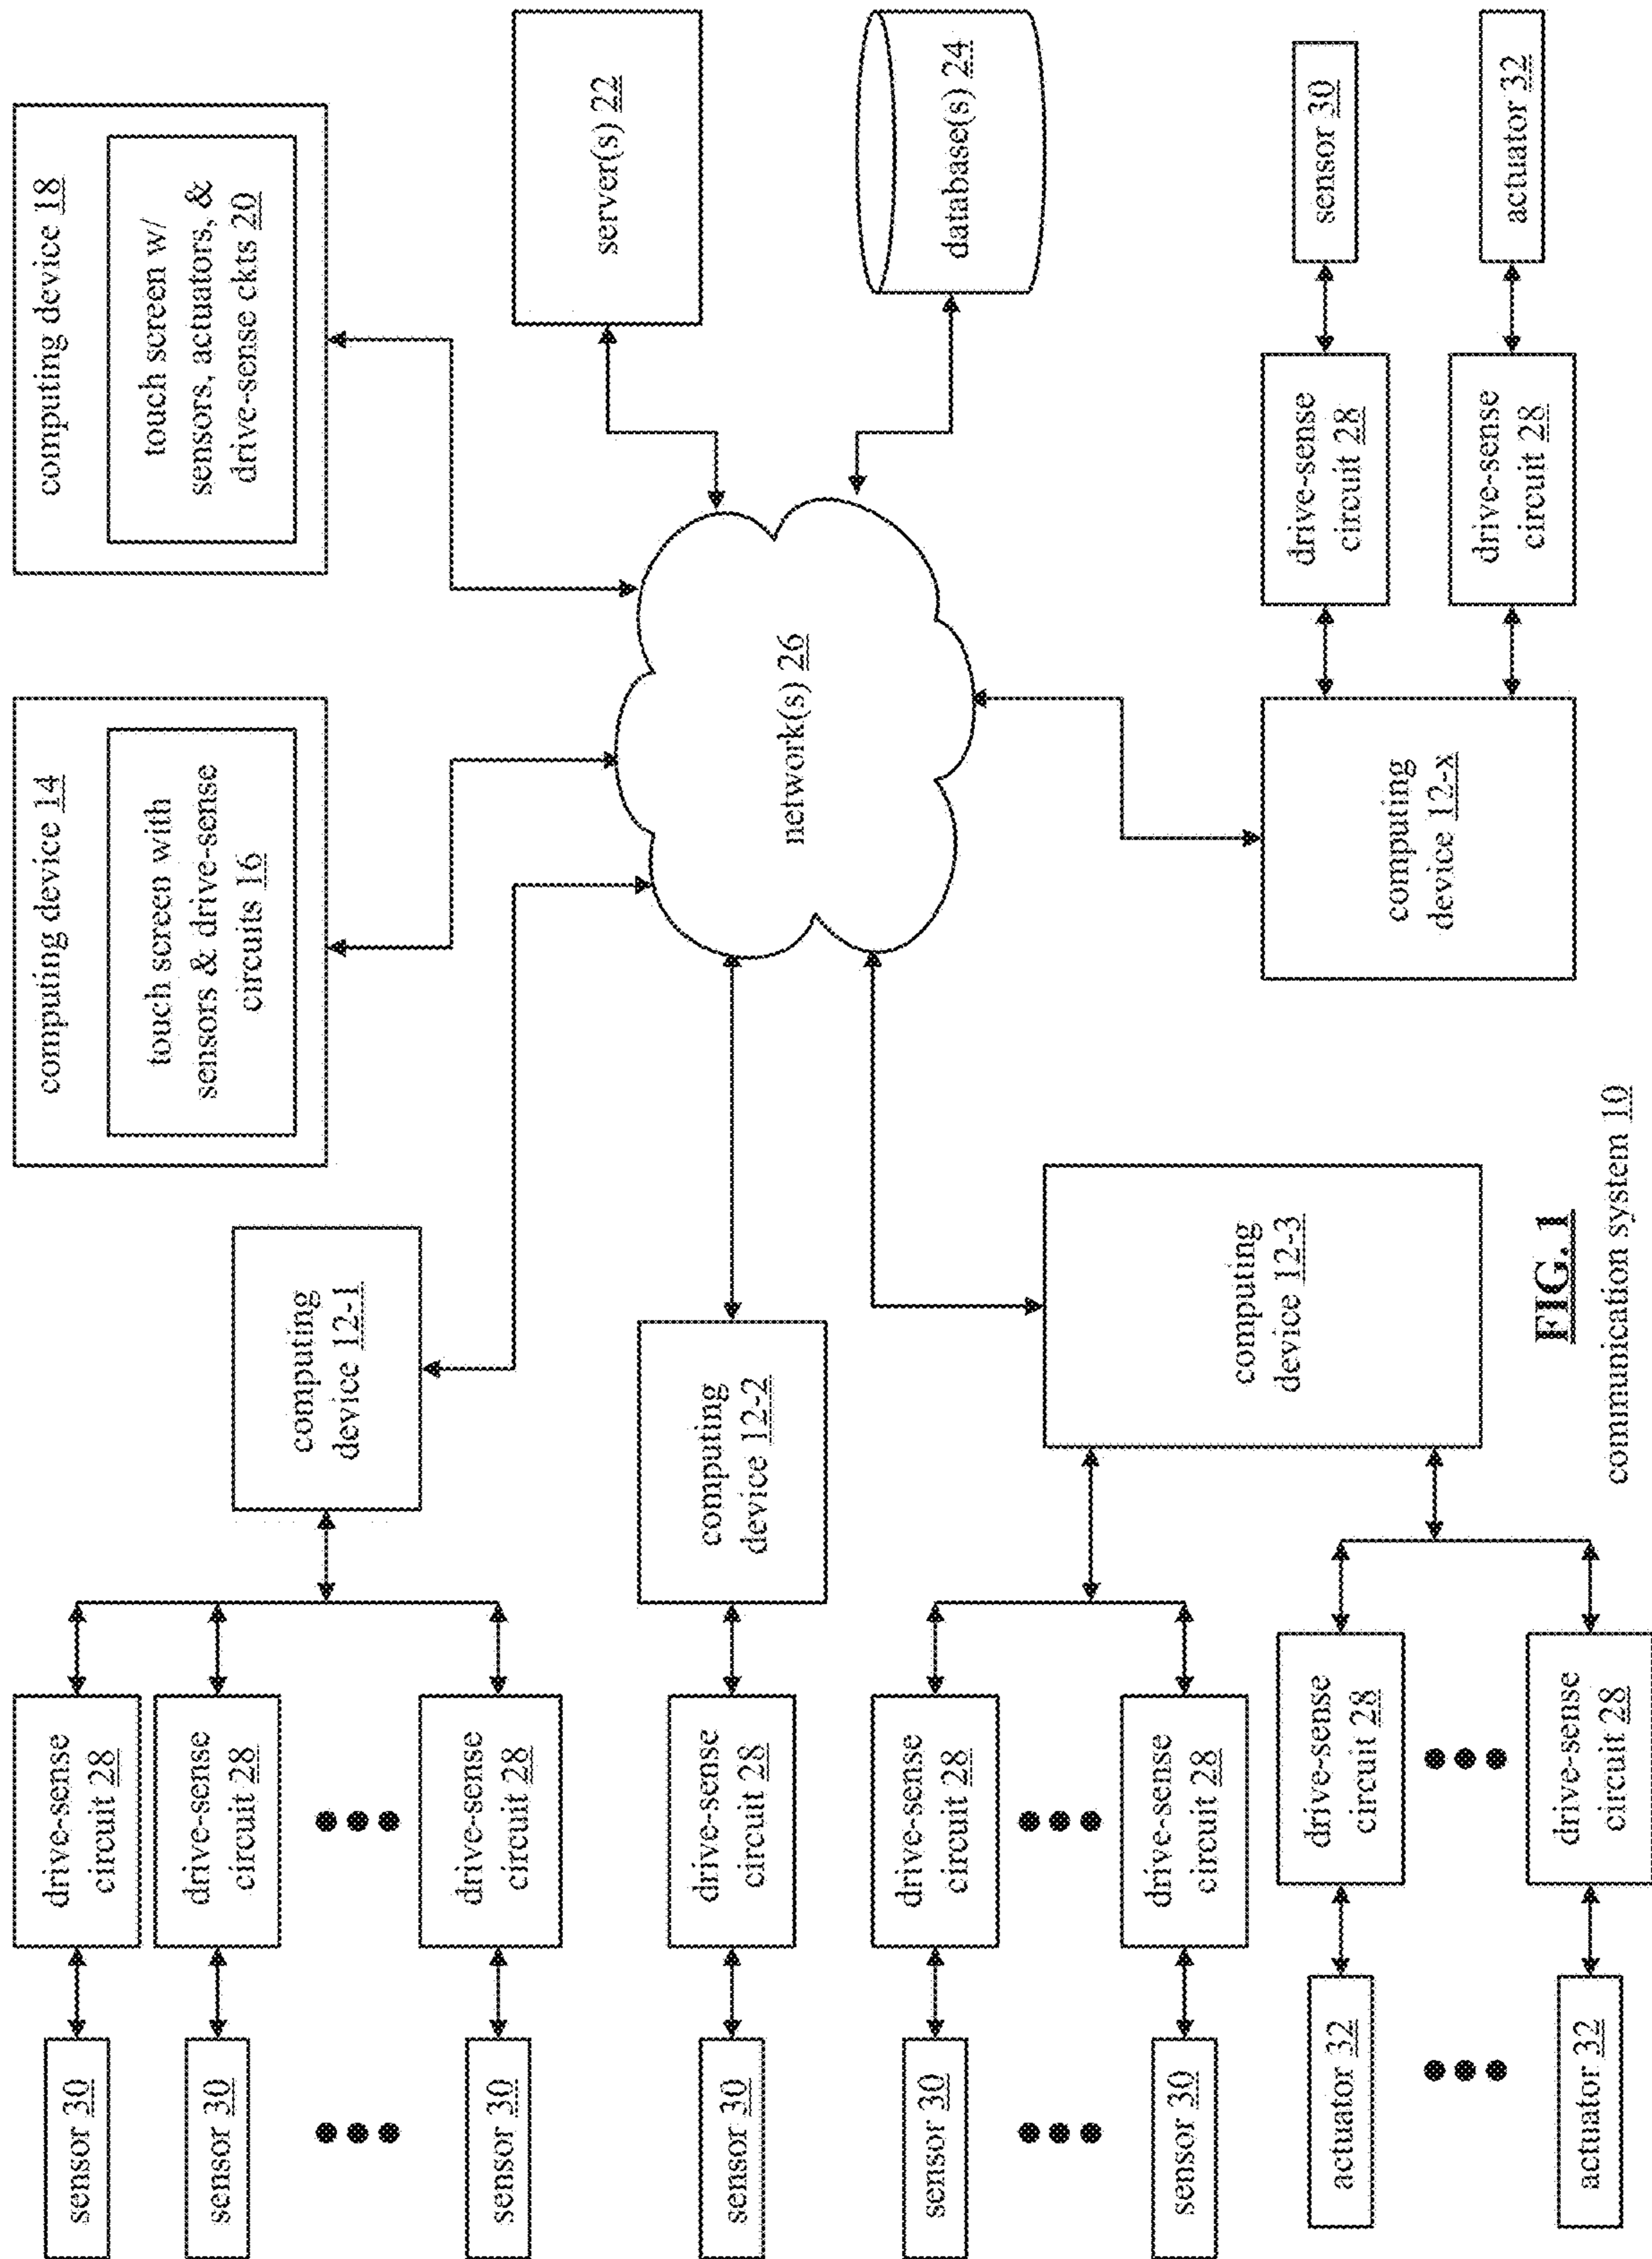 computing device 14
touch screen with
sensors & drive-sense
circuits 16
computing device 18
touch screen w/
sensors, actuators, &
drive-sense ckts 20
sensor 30
drive-sense
circuit 28
sensor 30
drive-sense
circuit 28
sensor 30
drive-sense
circuit 28
computing
device 12-1
server(s) 22
sensor 30
drive-sense
circuit 28
computing
device 12-2
network(s) 26
database(s) 24
sensor 30
drive-sense
circuit 28
sensor 30
drive-sense
circuit 28
actuator 32
drive-sense
circuit 28
actuator 32
drive-sense
circuit 28
computing
device 12-3
computing
device 12-x
drive-sense
circuit 28
sensor 30
drive-sense
circuit 28
actuator 32
FIG. 1
communication system 10